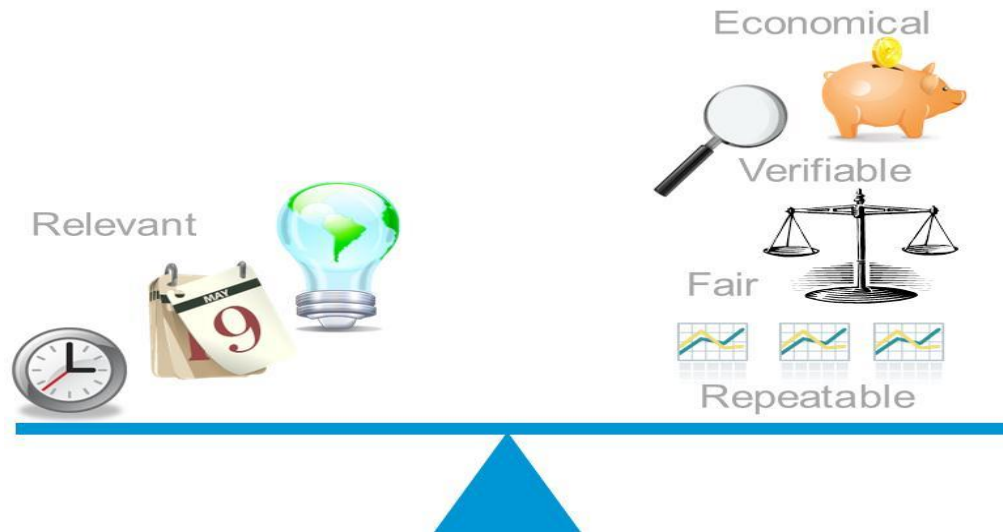 Economical
Verifiable
Relevant
Fair
MAY
19
Repeatable